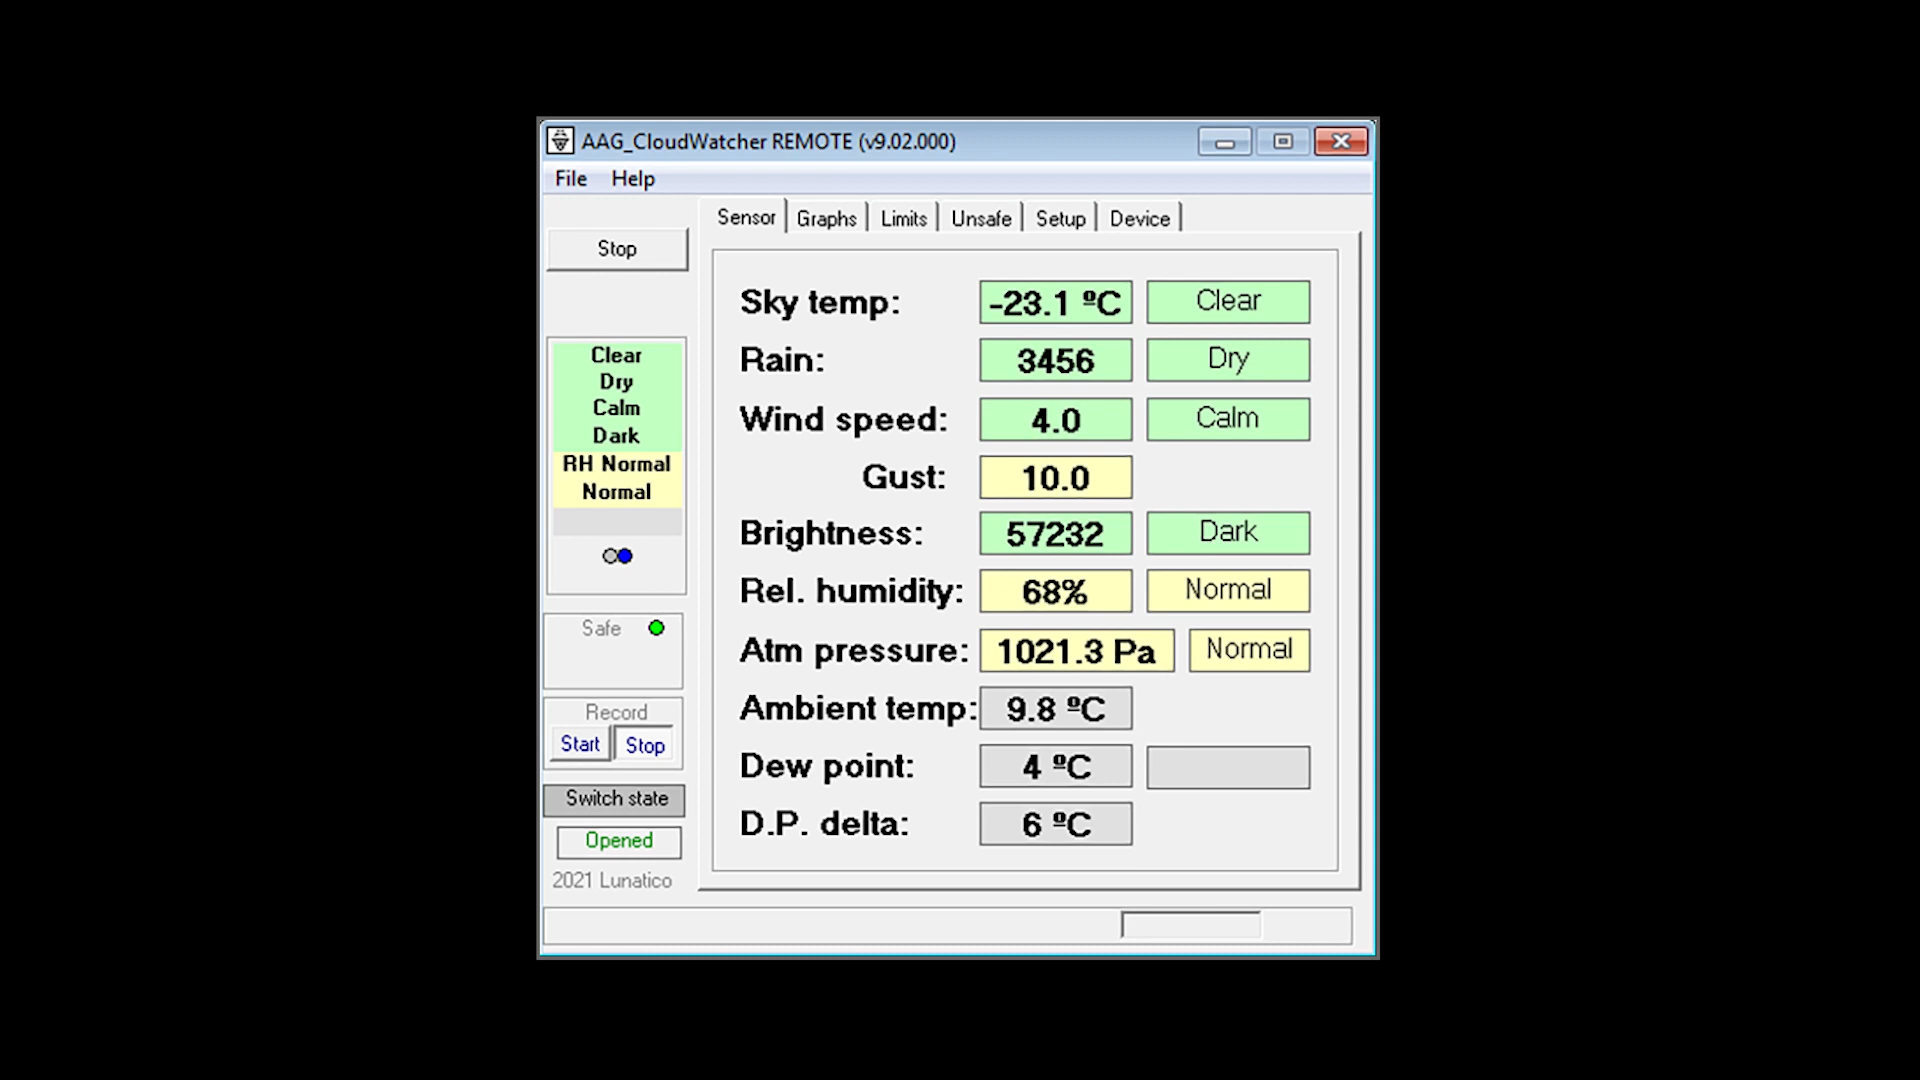 AAG_CloudWatcher REMOTE (v9.02.000)
File Help
Sensor Graphs Limits Unsafe Setup Device
Stop
Clear
Dry
Calm
Dark
RH Normal
Normal
Safe
Record
Start Stop
Switch state
Opened
2021 Lunatico
Sky temp: -23.1 ºC Clear
Rain: 3456 Dry
Wind speed: 4.0 Calm
Gust: 10.0
Brightness: 57232 Dark
Rel. humidity: 68% Normal
Atm pressure: 1021.3 Pa Normal
Ambient temp: 9.8 ºC
Dew point: 4 ºC
D.P. delta: 6 ºC